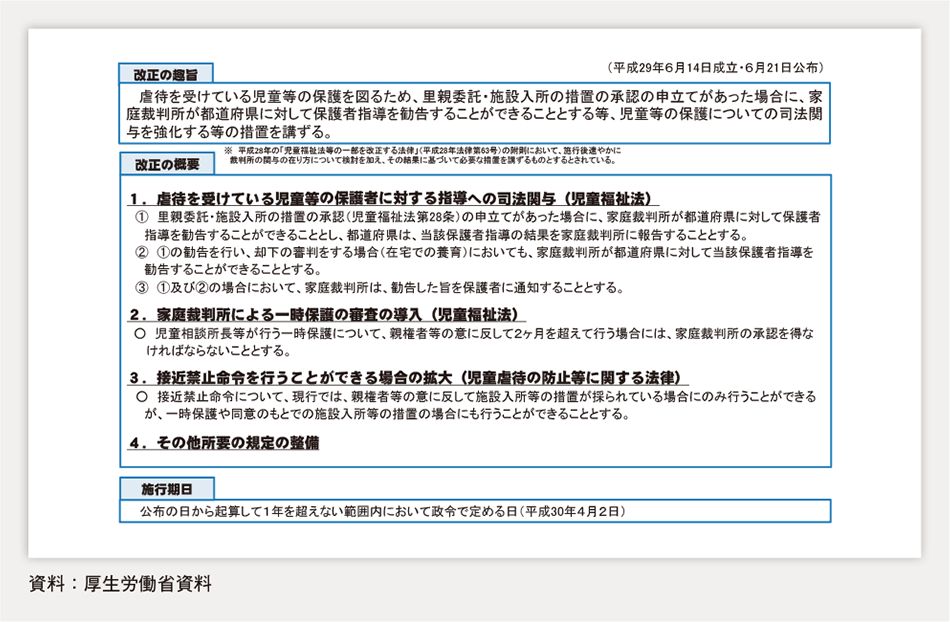 (平成29年6月14日成立・6月21日公布)
改正の趣旨
虐待を受けている児童等の保護を図るため、里親委託・施設入所の措置の承認の申立てがあった場合に、家
庭裁判所が都道府県に対して保護者指導を勧告することができることとする等、児童等の保護についての司法関
与を強化する等の措置を講ずる。
※ 平成28年の「児童福祉法等の一部を改正する法律」(平成28年法律第63号)の附則において、施行後速やかに
裁判所の関与の在り方について検討を加え、その結果に基づいて必要な措置を講ずるものとするとされている。
改正の概要
1.虐待を受けている児童等の保護者に対する指導への司法関与(児童福祉法)
① 里親委託・施設入所の措置の承認(児童福祉法第28条)の申立てがあった場合に、家庭裁判所が都道府県に対して保護者
指導を勧告することができることとし、都道府県は、当該保護者指導の結果を家庭裁判所に報告することとする。
② ①の勧告を行い、却下の審判をする場合(在宅での養育)においても、家庭裁判所が都道府県に対して当該保護者指導を
勧告することができることとする。
③ ①及び②の場合において、家庭裁判所は、勧告した旨を保護者に通知することとする。
2.家庭裁判所による一時保護の審査の導入(児童福祉法)
○ 児童相談所長等が行う一時保護について、親権者等の意に反して2ヶ月を超えて行う場合には、家庭裁判所の承認を得な
ければならないこととする。
3.接近禁止命令を行うことができる場合の拡大(児童虐待の防止等に関する法律)
○ 接近禁止命令について、現行では、親権者等の意に反して施設入所等の措置が採られている場合にのみ行うことができる
が、一時保護や同意のもとでの施設入所等の措置の場合にも行うことができることとする。
4.その他所要の規定の整備
施行期日
公布の日から起算して1年を超えない範囲内において政令で定める日(平成30年4月2日)
資料:厚生労働省資料